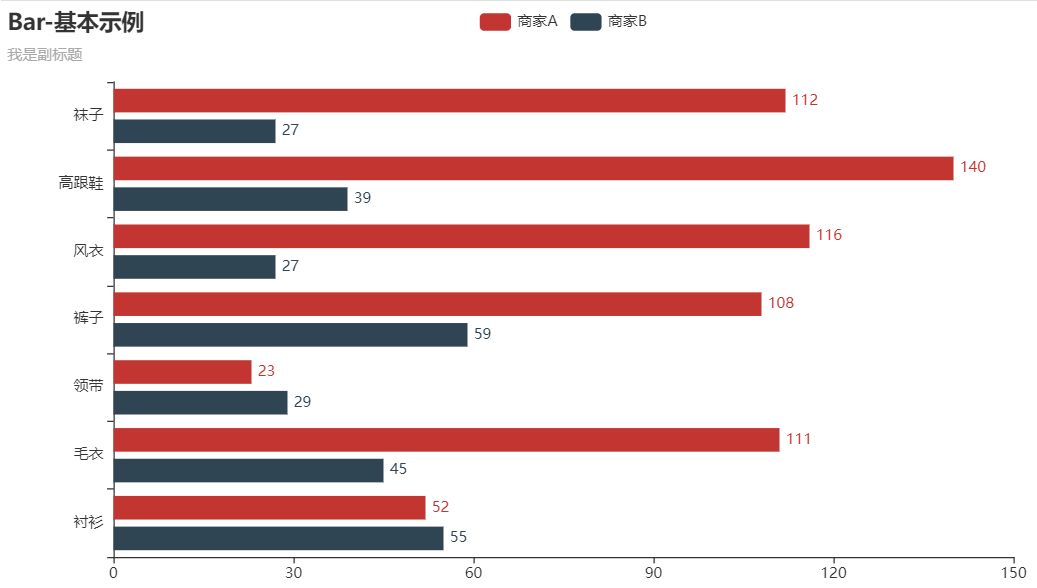 Bar-基本示例
我是副标题
商家A 商家B
袜子 112
27
高跟鞋 140
39
风衣 116
27
裤子 108
59
领带 23
29
毛衣 111
45
衬衫 52
55
0 30 60 90 120 150